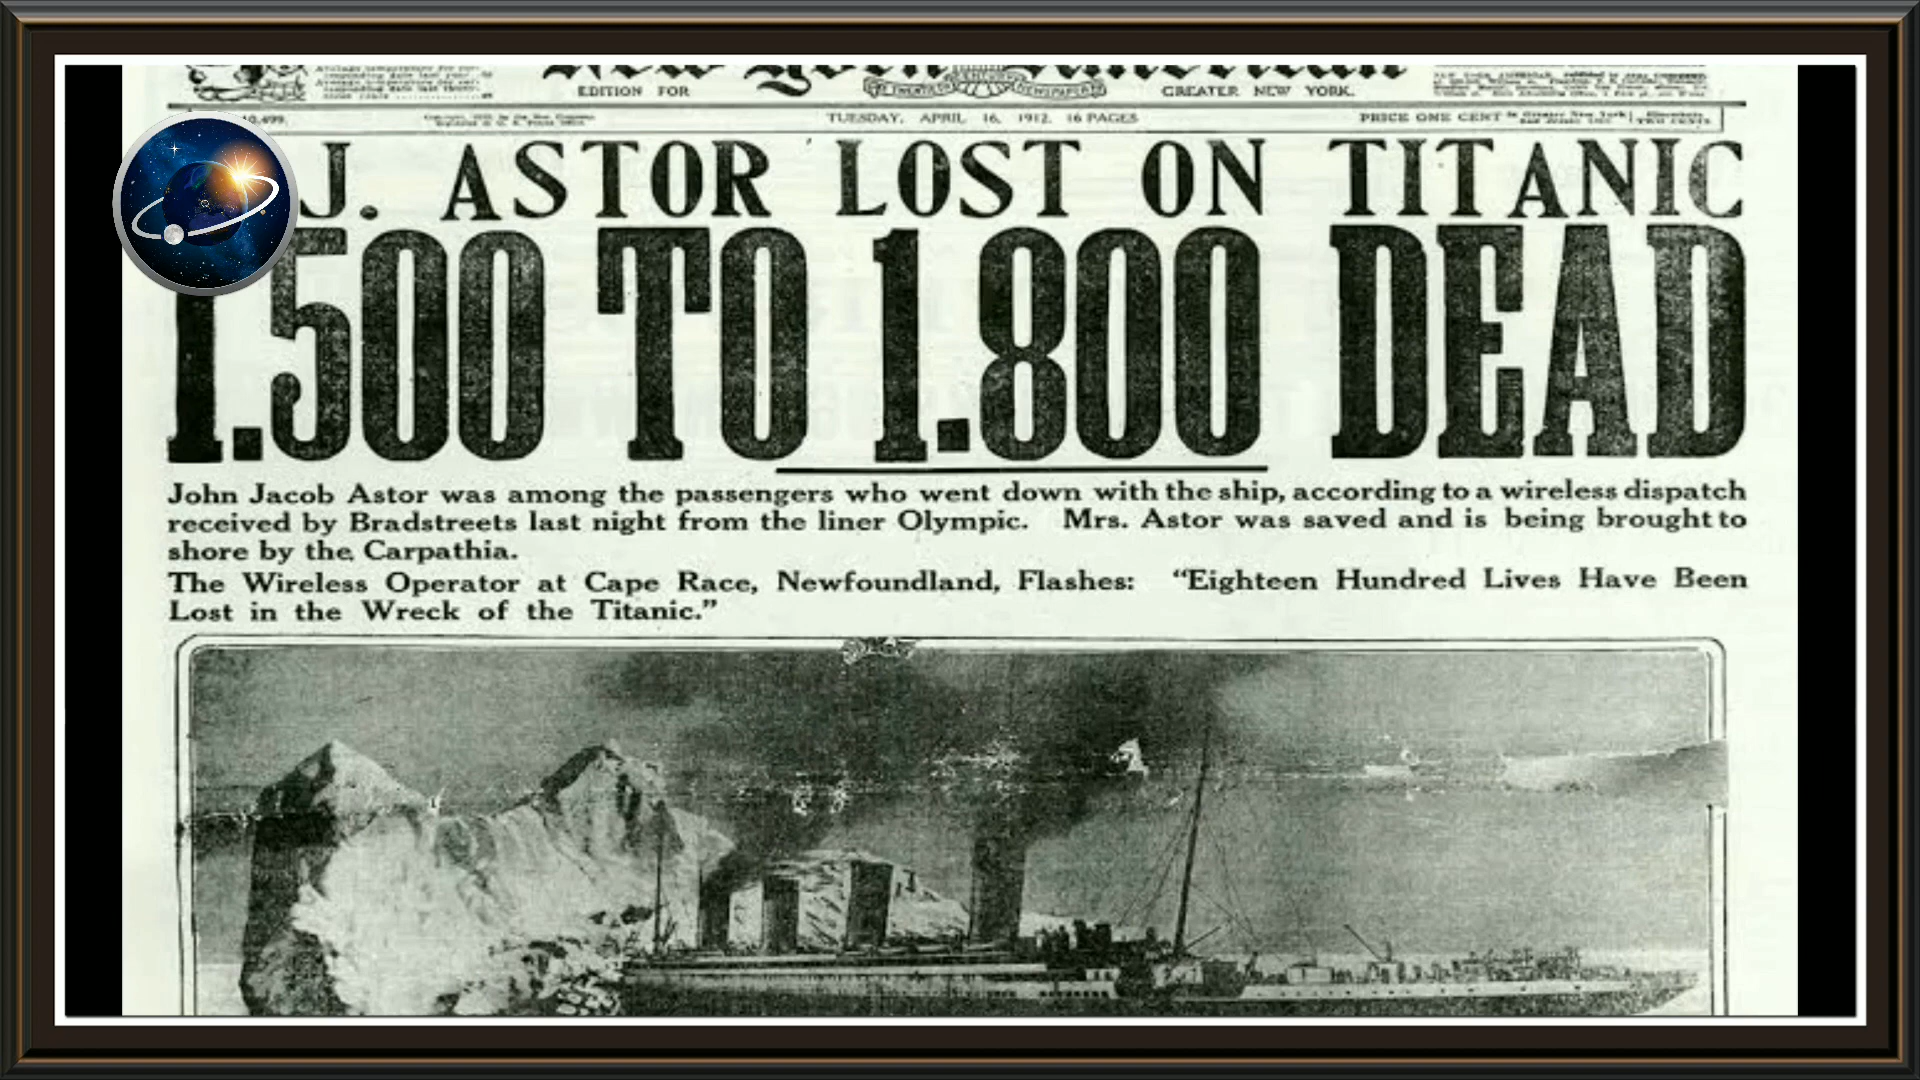 New York American
EDITION FOR GREATER NEW YORK.
TUESDAY, APRIL 16, 1912. 16 PAGES PRICE ONE CENT
J. ASTOR LOST ON TITANIC
1.500 TO 1.800 DEAD
John Jacob Astor was among the passengers who went down with the ship, according to a wireless dispatch
received by Bradstreets last night from the liner Olympic. Mrs. Astor was saved and is being brought to
shore by the Carpathia.
The Wireless Operator at Cape Race, Newfoundland, Flashes: “Eighteen Hundred Lives Have Been
Lost in the Wreck of the Titanic.”